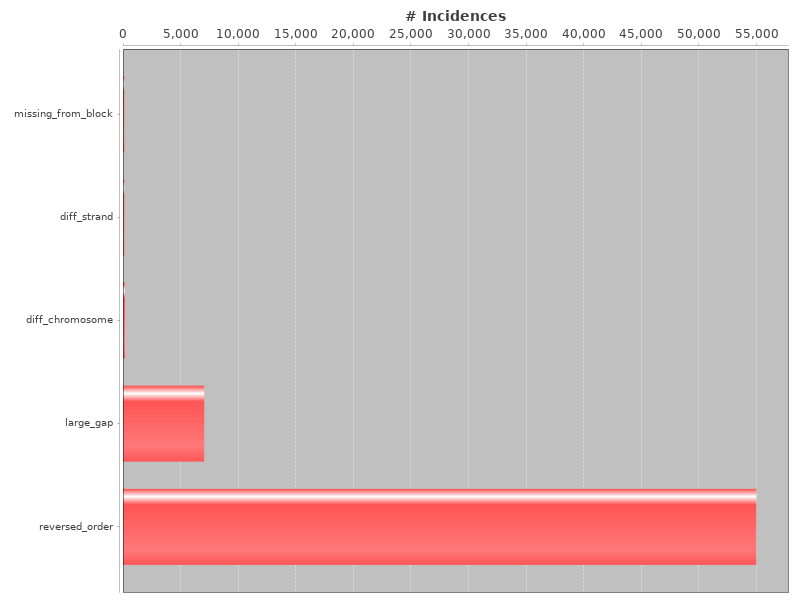 # Incidences
0 5,000 10,000 15,000 20,000 25,000 30,000 35,000 40,000 45,000 50,000 55,000
missing_from_block
diff_strand
diff_chromosome
large_gap
reversed_order